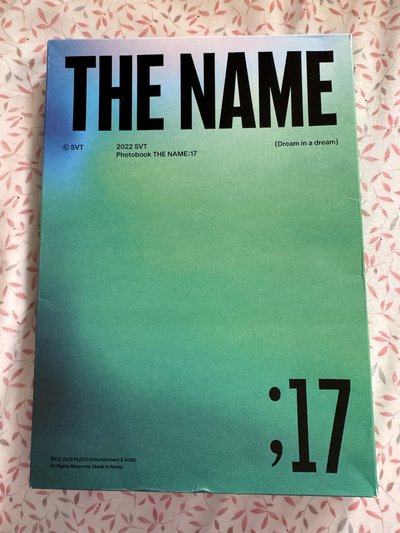 THE NAME
© SVT
2022 SVT
Photobook THE NAME;17
(Dream in a dream)
;17
©&℗ 2022 PLEDIS Entertainment & HYBE.
All Rights Reserved. Made in Korea.